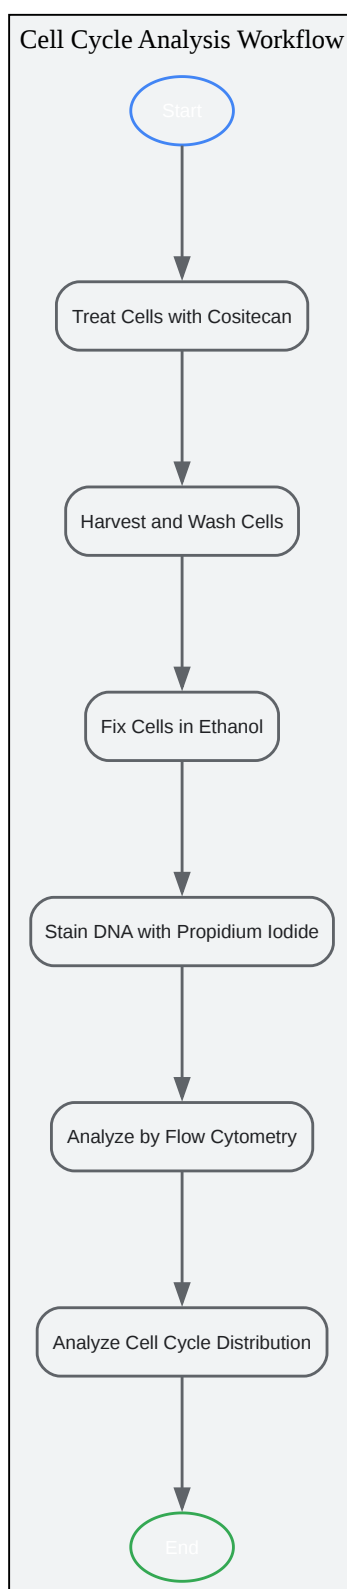 Cell Cycle Analysis Workflow
Start
Treat Cells with Cositecan
Harvest and Wash Cells
Fix Cells in Ethanol
Stain DNA with Propidium Iodide
Analyze by Flow Cytometry
Analyze Cell Cycle Distribution
End